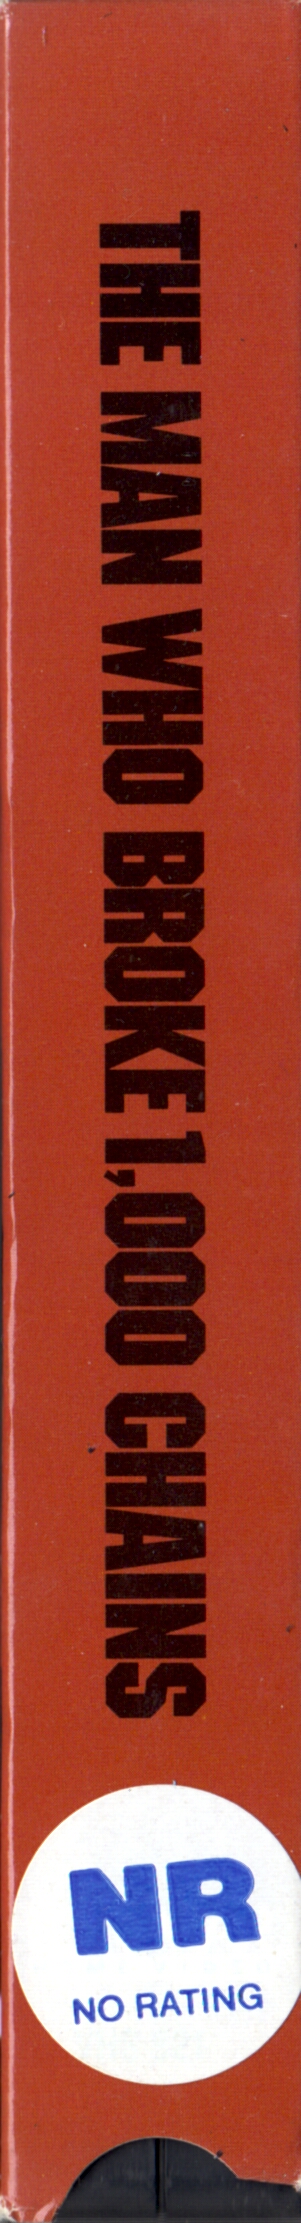 THE MAN WHO BROKE 1,000 CHAINS
NR
NO RATING